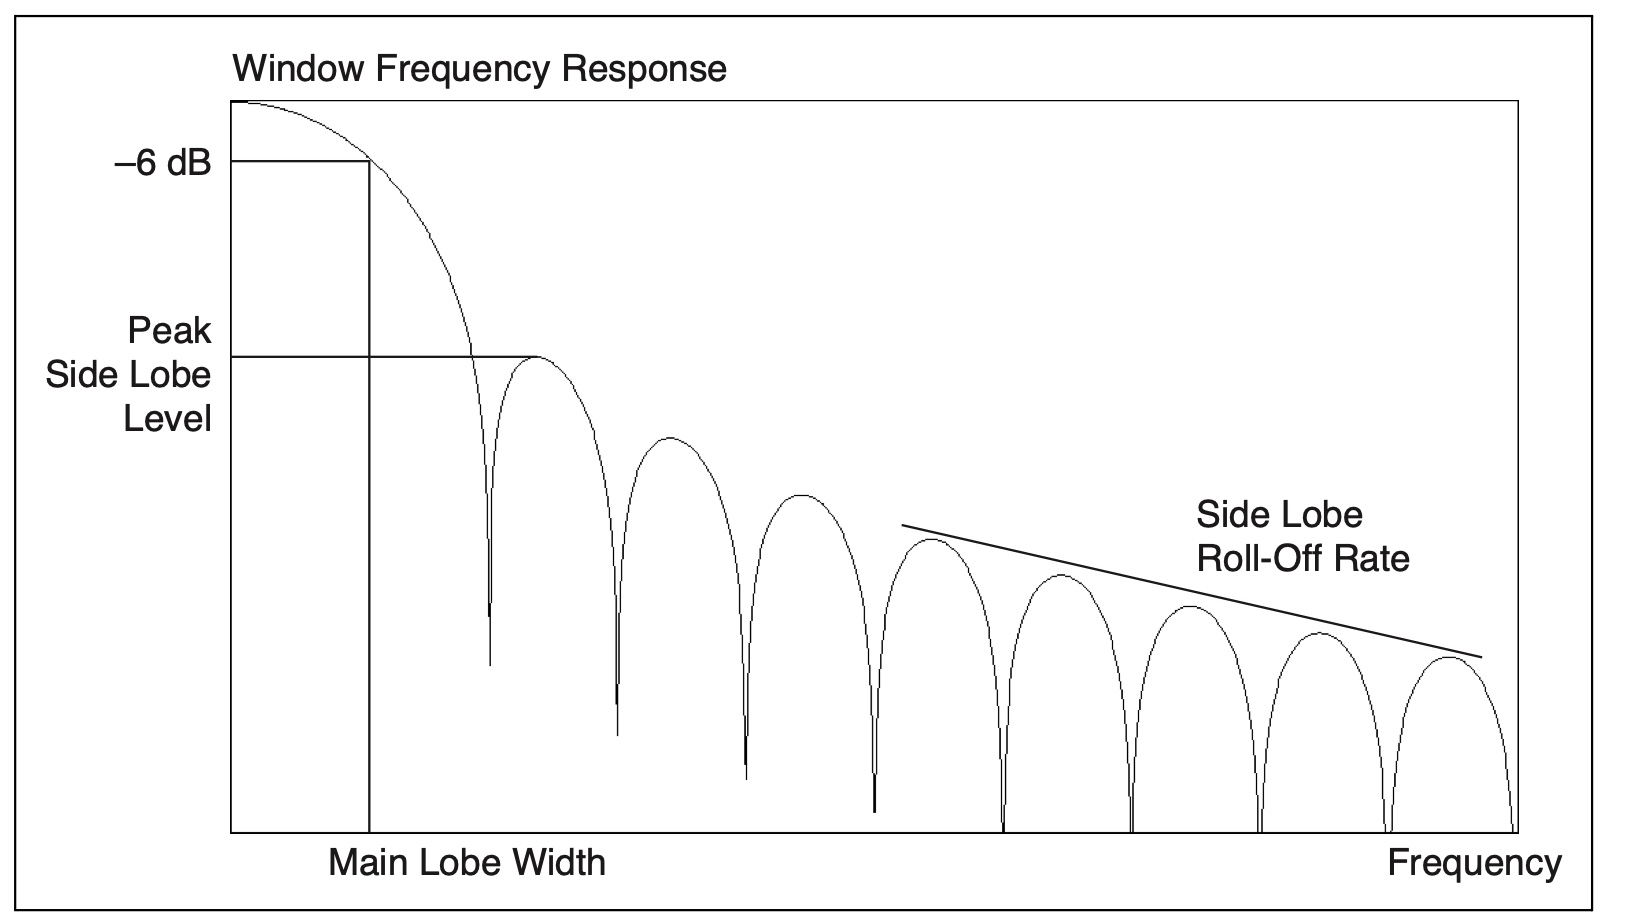 Window Frequency Response
–6 dB
Peak
Side Lobe
Level
Side Lobe
Roll-Off Rate
Main Lobe Width
Frequency